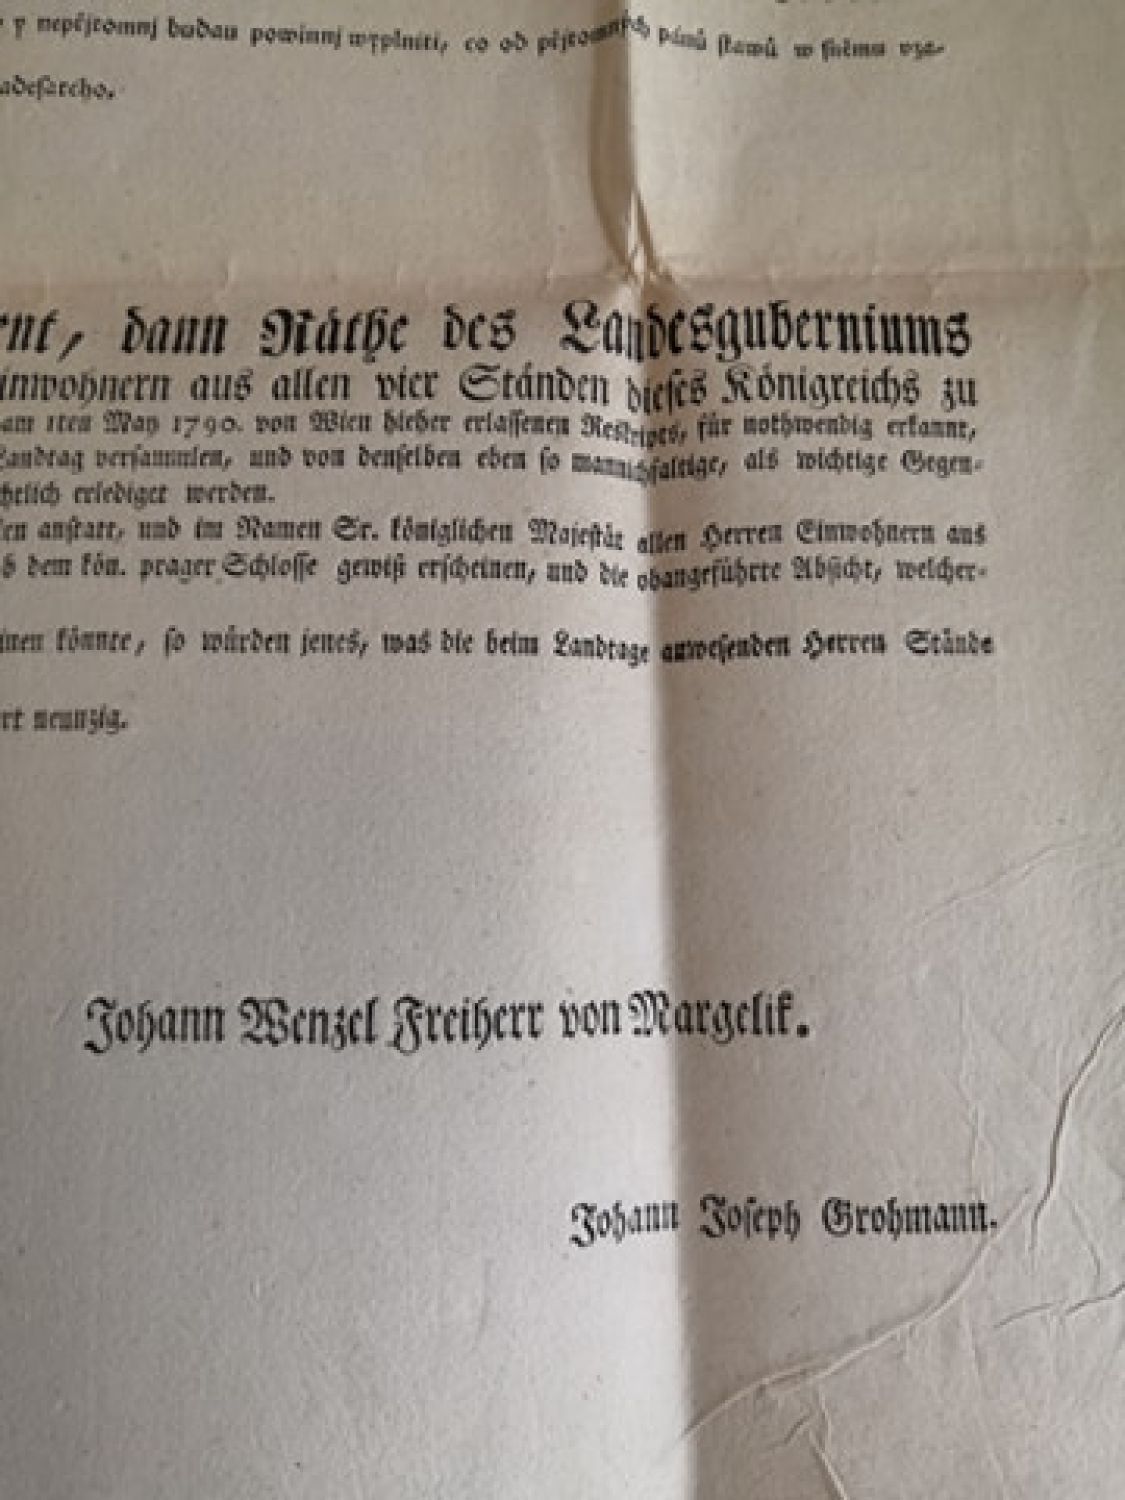 y nepřjtomnj budau powinnj wyplniti, co od přjtomných pánů stawů w sněmu vza-
adesátého.
ent, dann Räthe des Landesguberniums
inwohnern aus allen vier Ständen dieses Königreichs zu
am 1ten May 1790. von Wien hieher erlassenen Restriptes, für nothwendig erkannt,
Landtag versammlen, und von denselben eben so mannichfaltige, als wichtige Gegen-
htlich erlediget werden.
en anstatt, und im Namen Sr. königlichen Majestät allen Herren Einwohnern aus
b dem kön. prager Schlosse gewiß erscheinen, und die obangeführte Absicht, welcher-
inen könnte, so würden jenes, was die beim Landtage anwesenden Herren Stände
rt neunzig.
Johann Wenzel Freiherr von Margelik.
Johann Joseph Grohmann.